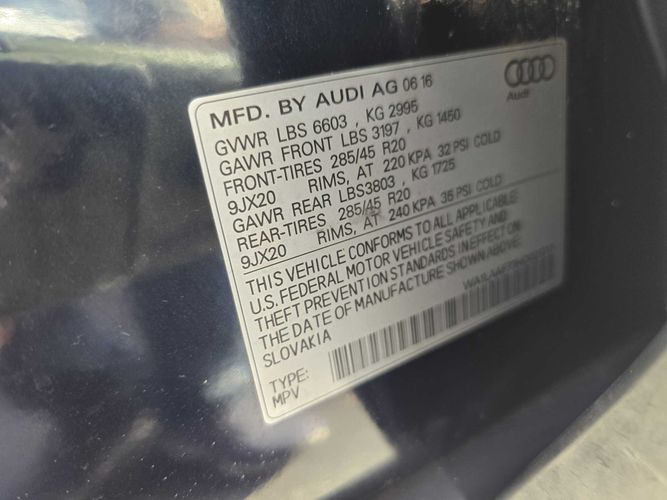 MFD. BY AUDI AG 06 16
Audi
GVWR LBS 6603 , KG 2995
GAWR FRONT LBS 3197 , KG 1450
FRONT-TIRES 285/45 R20
9JX20 RIMS, AT 220 KPA 32 PSI COLD
GAWR REAR LBS3803 , KG 1725
REAR-TIRES 285/45 R20
9JX20 RIMS, AT 240 KPA 35 PSI COLD
THIS VEHICLE CONFORMS TO ALL APPLICABLE
U.S. FEDERAL MOTOR VEHICLE SAFETY AND
THEFT PREVENTION STANDARDS IN EFFECT ON
THE DATE OF MANUFACTURE SHOWN ABOVE.
SLOVAKIA
TYPE:
MPV